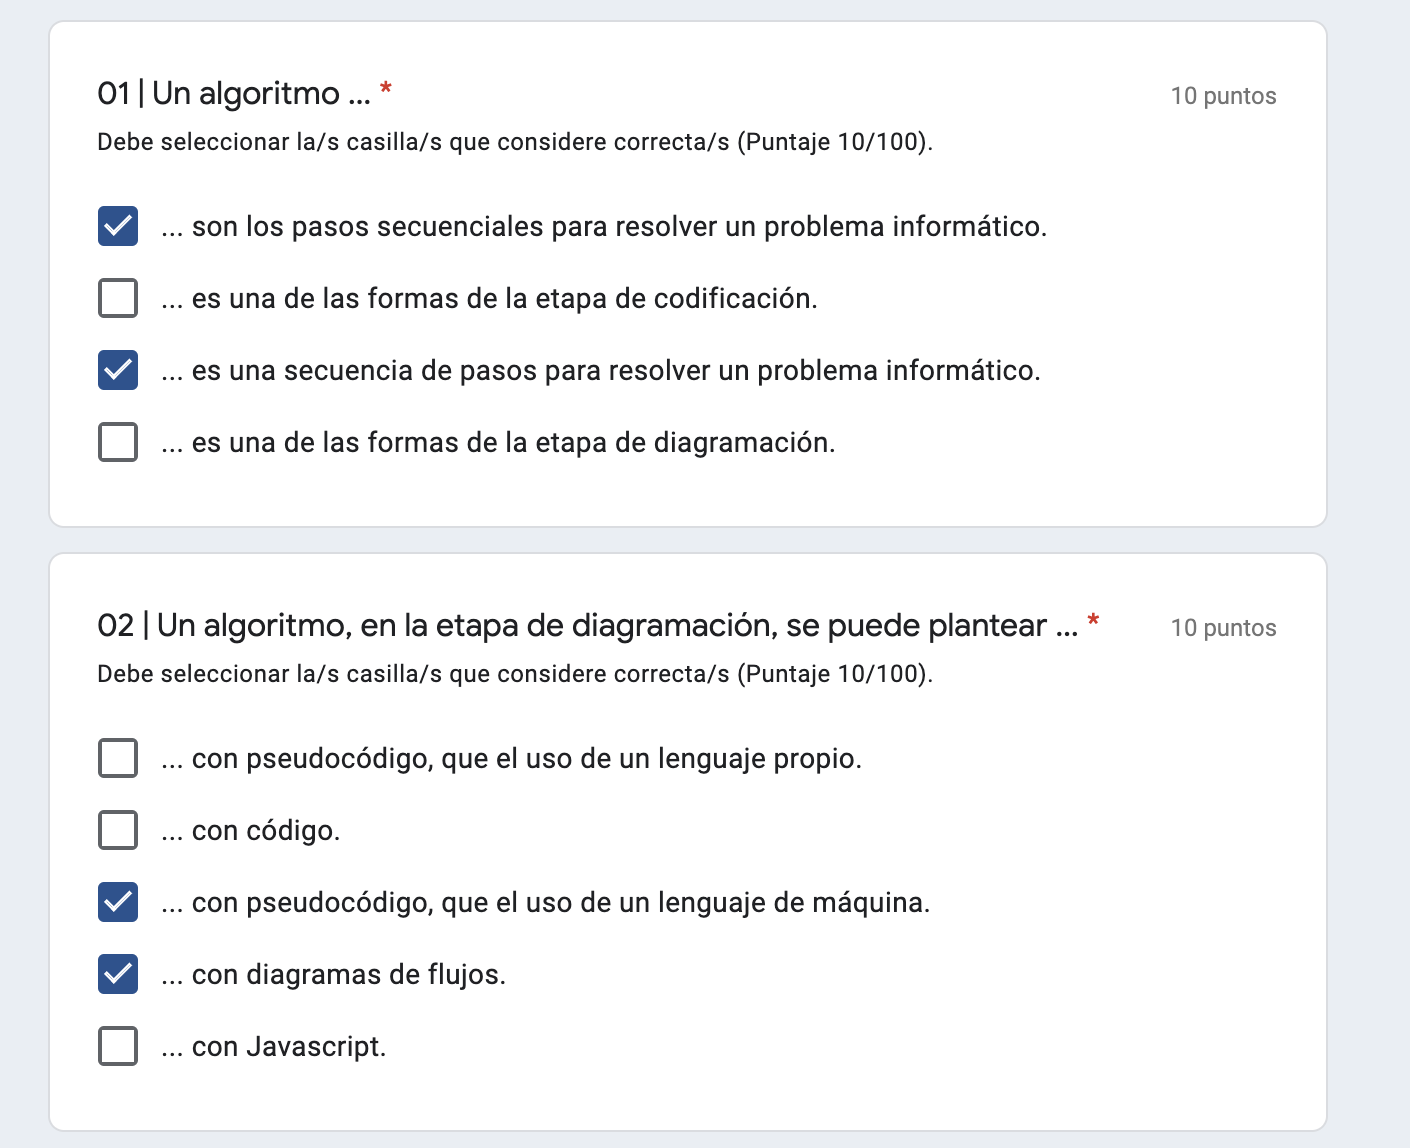 01 | Un algoritmo ... *
10 puntos
Debe seleccionar la/s casilla/s que considere correcta/s (Puntaje 10/100).
... son los pasos secuenciales para resolver un problema informático.
... es una de las formas de la etapa de codificación.
... es una secuencia de pasos para resolver un problema informático.
... es una de las formas de la etapa de diagramación.
02 | Un algoritmo, en la etapa de diagramación, se puede plantear ... *
10 puntos
Debe seleccionar la/s casilla/s que considere correcta/s (Puntaje 10/100).
... con pseudocódigo, que el uso de un lenguaje propio.
... con código.
... con pseudocódigo, que el uso de un lenguaje de máquina.
... con diagramas de flujos.
... con Javascript.